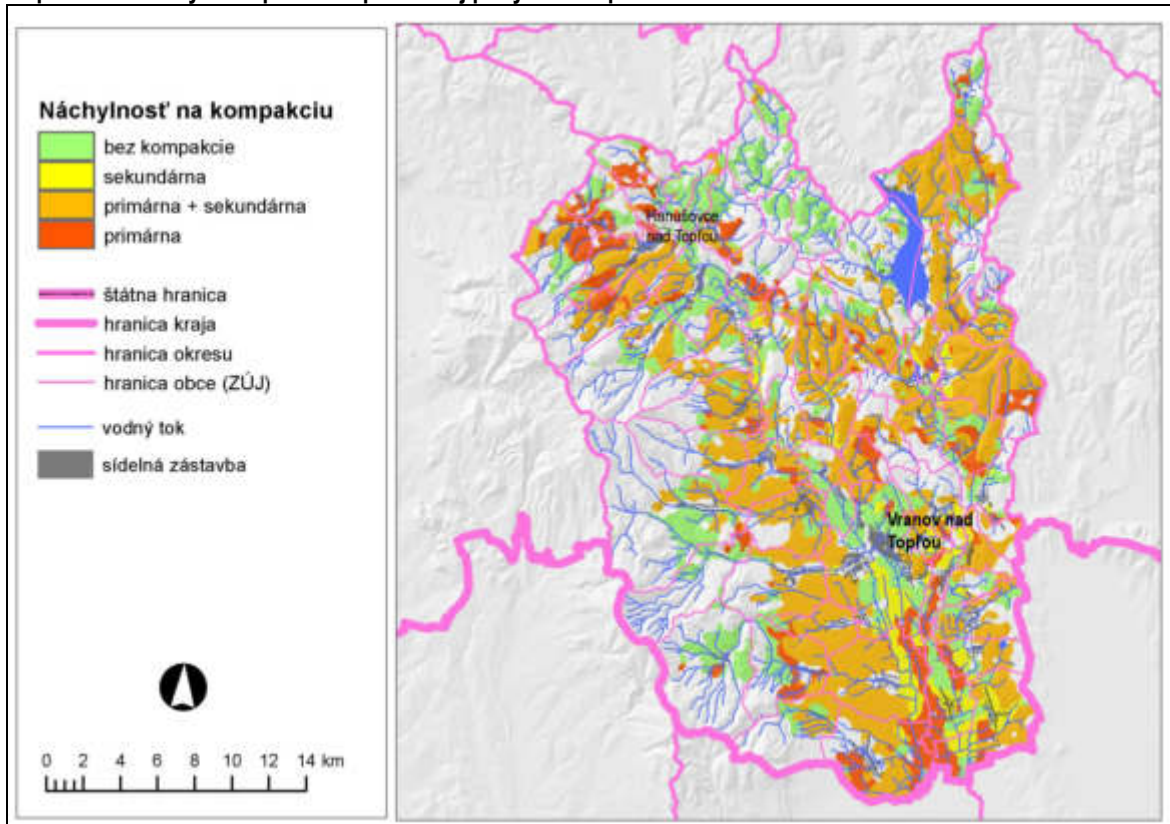 Náchylnosť na kompakciu
bez kompakcie
sekundárna
primárna + sekundárna
primárna
štátna hranica
hranica kraja
hranica okresu
hranica obce (ZÚJ)
vodný tok
sídelná zástavba
0 2 4 6 8 10 12 14 km
Hanušovce
nad Topľou
Vranov nad
Topľou